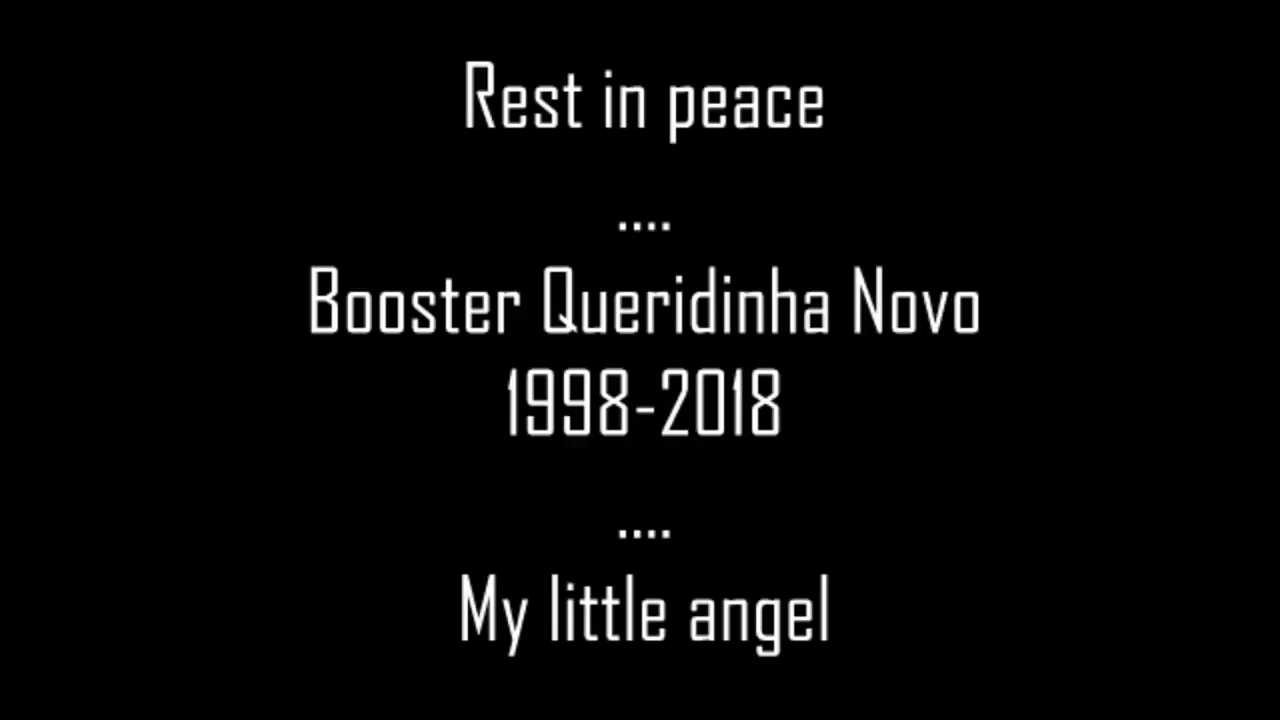 Rest in peace
....
Booster Queridinha Novo
1998-2018
....
My little angel